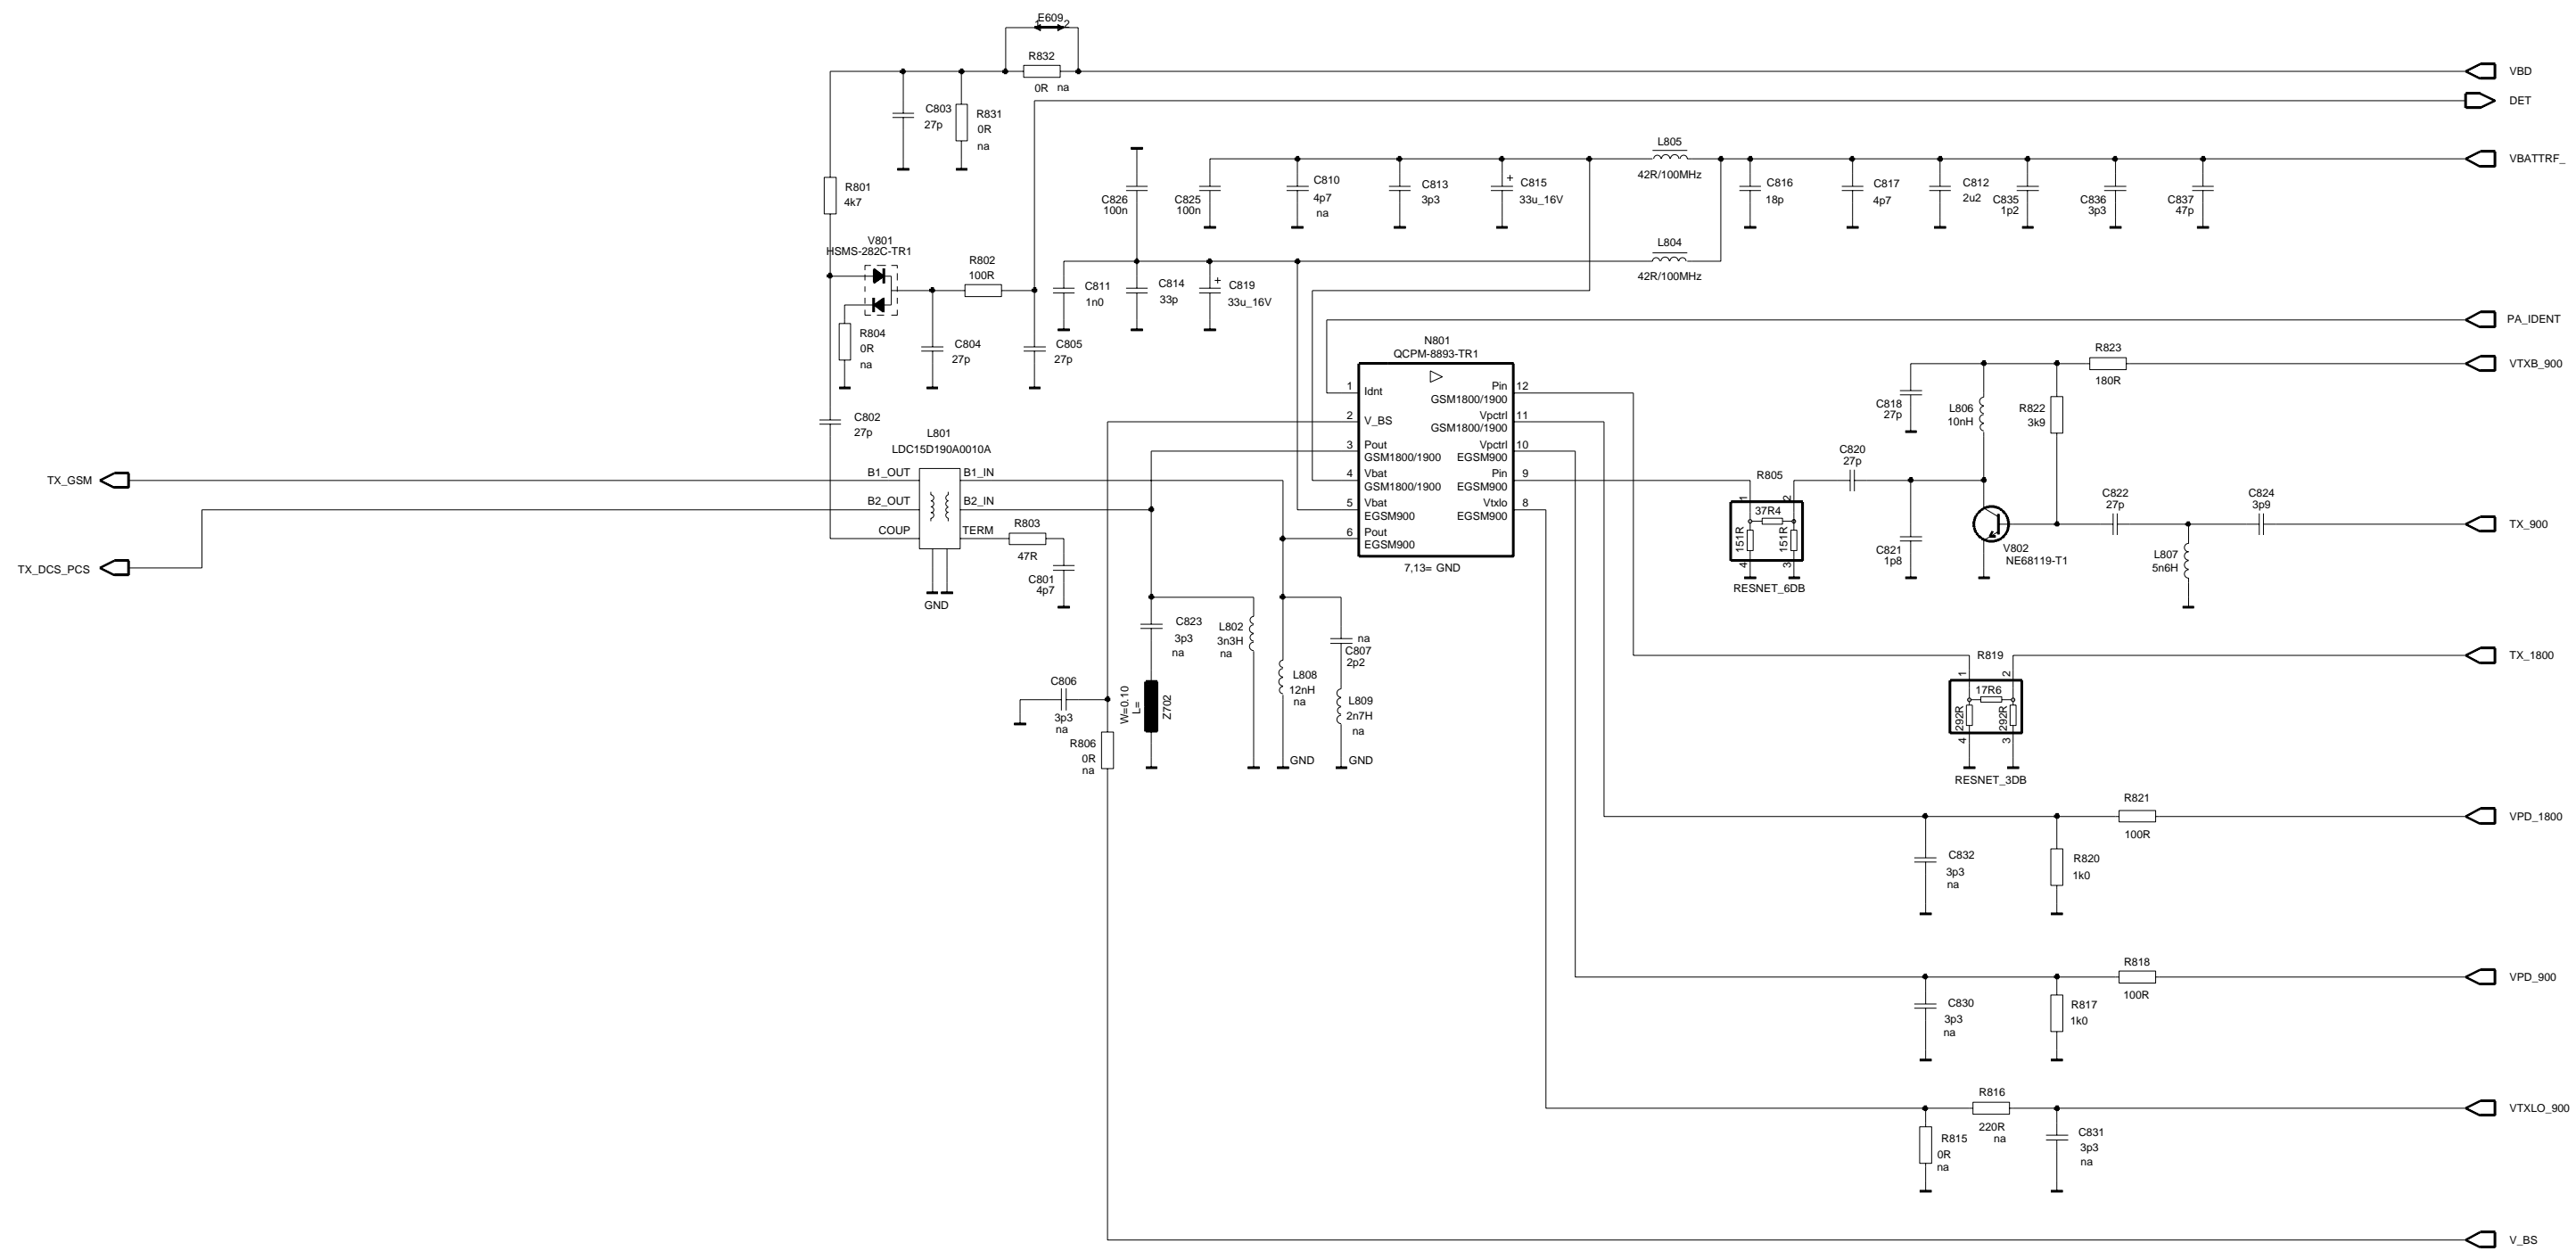 E609
1 2
R832
0R na
VBD
DET
C803
27p
R831
0R
na
L805
42R/100MHz
VBATTRF_
R801
4k7
C826
100n
C825
100n
C810
4p7
na
C813
3p3
+
C815
33u_16V
C816
18p
C817
4p7
C812
2u2
C835
1p2
C836
3p3
C837
47p
V801
HSMS-282C-TR1
R802
100R
L804
42R/100MHz
C811
1n0
C814
33p
+
C819
33u_16V
R804
0R
na
C804
27p
C805
27p
PA_IDENT
N801
QCPM-8893-TR1
R823
180R
VTXB_900
1
Idnt
Pin
12
GSM1800/1900
2
V_BS
Vpctrl
11
GSM1800/1900
3
Pout
GSM1800/1900
Vpctrl
10
EGSM900
4
Vbat
GSM1800/1900
Pin
9
EGSM900
5
Vbat
EGSM900
Vtxlo
8
EGSM900
6
Pout
EGSM900
7,13= GND
C818
27p
L806
10nH
R822
3k9
C802
27p
L801
LDC15D190A0010A
TX_GSM
B1_OUT
B1_IN
B2_OUT
B2_IN
COUP
TERM
GND
TX_DCS_PCS
R803
47R
C801
4p7
R805
1
2
37R4
151R
151R
4
3
RESNET_6DB
C820
27p
C821
1p8
V802
NE68119-T1
C822
27p
C824
3p9
L807
5n6H
TX_900
C823
3p3
na
L802
3n3H
na
na
C807
2p2
L808
12nH
na
L809
2n7H
na
GND
GND
W=0.10
L=
Z702
C806
3p3
na
R806
0R
na
R819
TX_1800
1
2
17R6
292R
292R
4
3
RESNET_3DB
R821
100R
VPD_1800
C832
3p3
na
R820
1k0
R818
100R
VPD_900
C830
3p3
na
R817
1k0
R816
220R
na
VTXLO_900
R815
0R
na
C831
3p3
na
V_BS